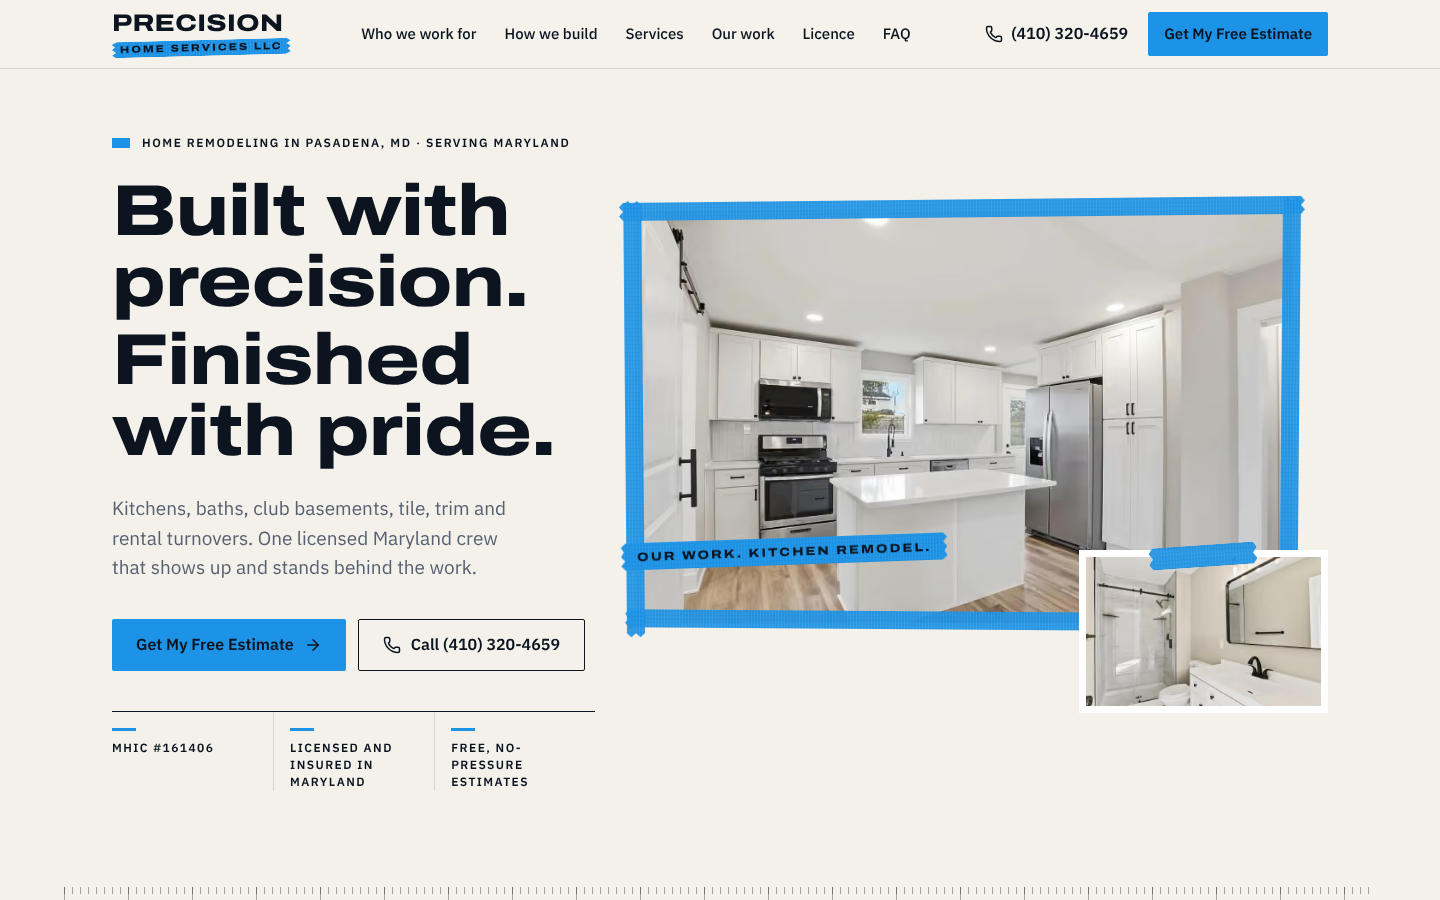 PRECISION
HOME SERVICES LLC
Who we work for
How we build
Services
Our work
Licence
FAQ
(410) 320-4659
Get My Free Estimate
HOME REMODELING IN PASADENA, MD · SERVING MARYLAND
Built with
precision.
Finished
with pride.
Kitchens, baths, club basements, tile, trim and
rental turnovers. One licensed Maryland crew
that shows up and stands behind the work.
Get My Free Estimate
Call (410) 320-4659
OUR WORK. KITCHEN REMODEL.
MHIC #161406
LICENSED AND
INSURED IN
MARYLAND
FREE, NO-
PRESSURE
ESTIMATES